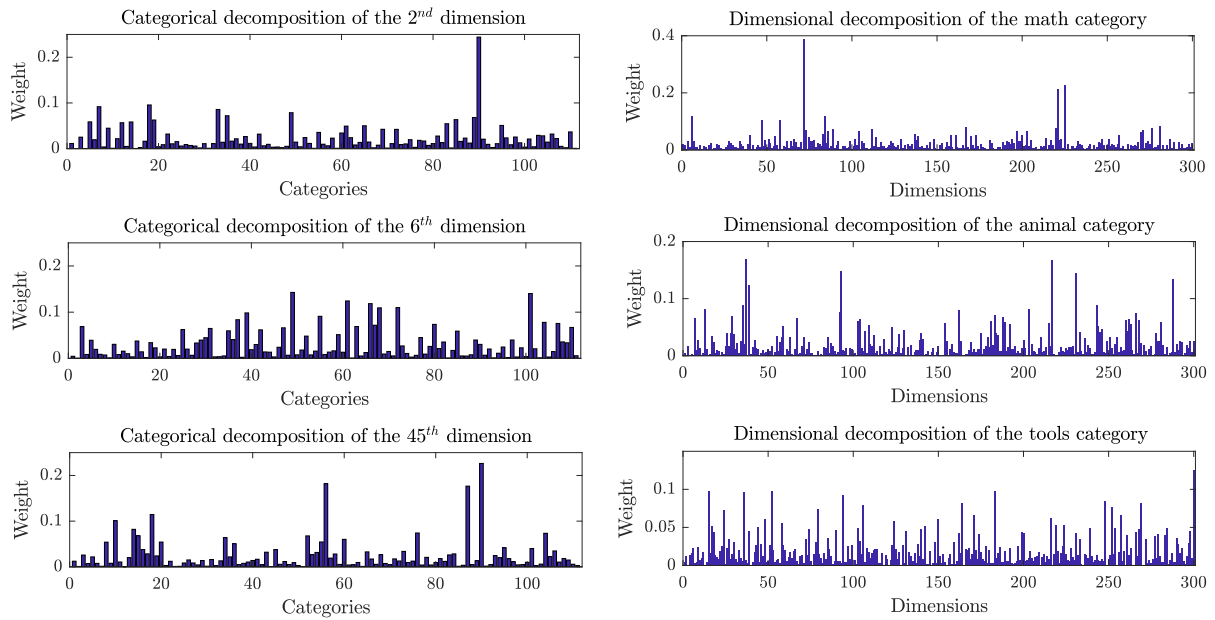 Categorical decomposition of the 2nd dimension
0.2
0.1
0
Weight
0 20 40 60 80 100
Categories
Dimensional decomposition of the math category
0.4
0.2
0
Weight
0 50 100 150 200 250 300
Dimensions
Categorical decomposition of the 6th dimension
0.2
0.1
0
Weight
0 20 40 60 80 100
Categories
Dimensional decomposition of the animal category
0.2
0.1
0
Weight
0 50 100 150 200 250 300
Dimensions
Categorical decomposition of the 45th dimension
0.2
0.1
0
Weight
0 20 40 60 80 100
Categories
Dimensional decomposition of the tools category
0.1
0.05
0
Weight
0 50 100 150 200 250 300
Dimensions